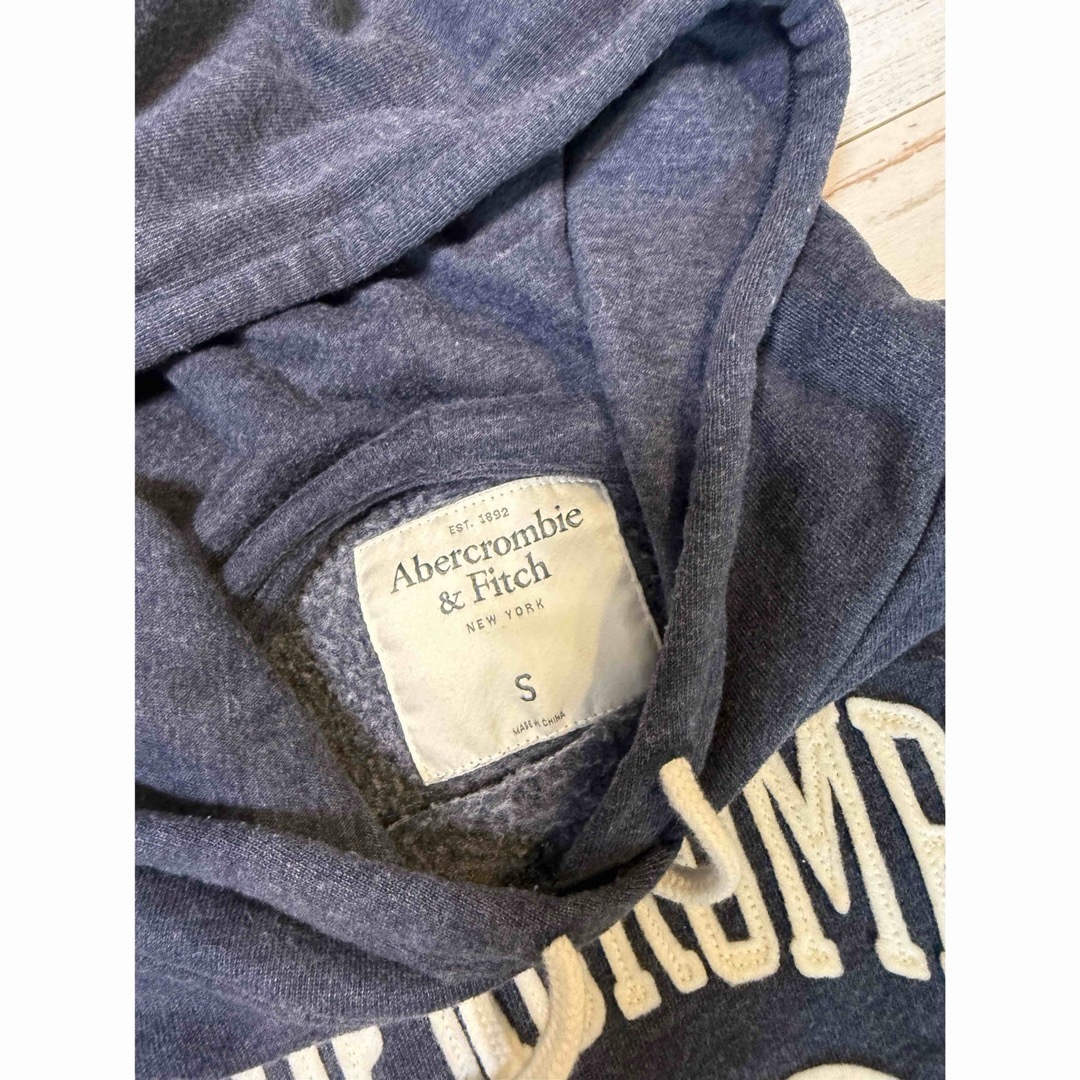 EST. 1892
Abercrombie
& Fitch
NEW YORK
S
MADE IN CHINA